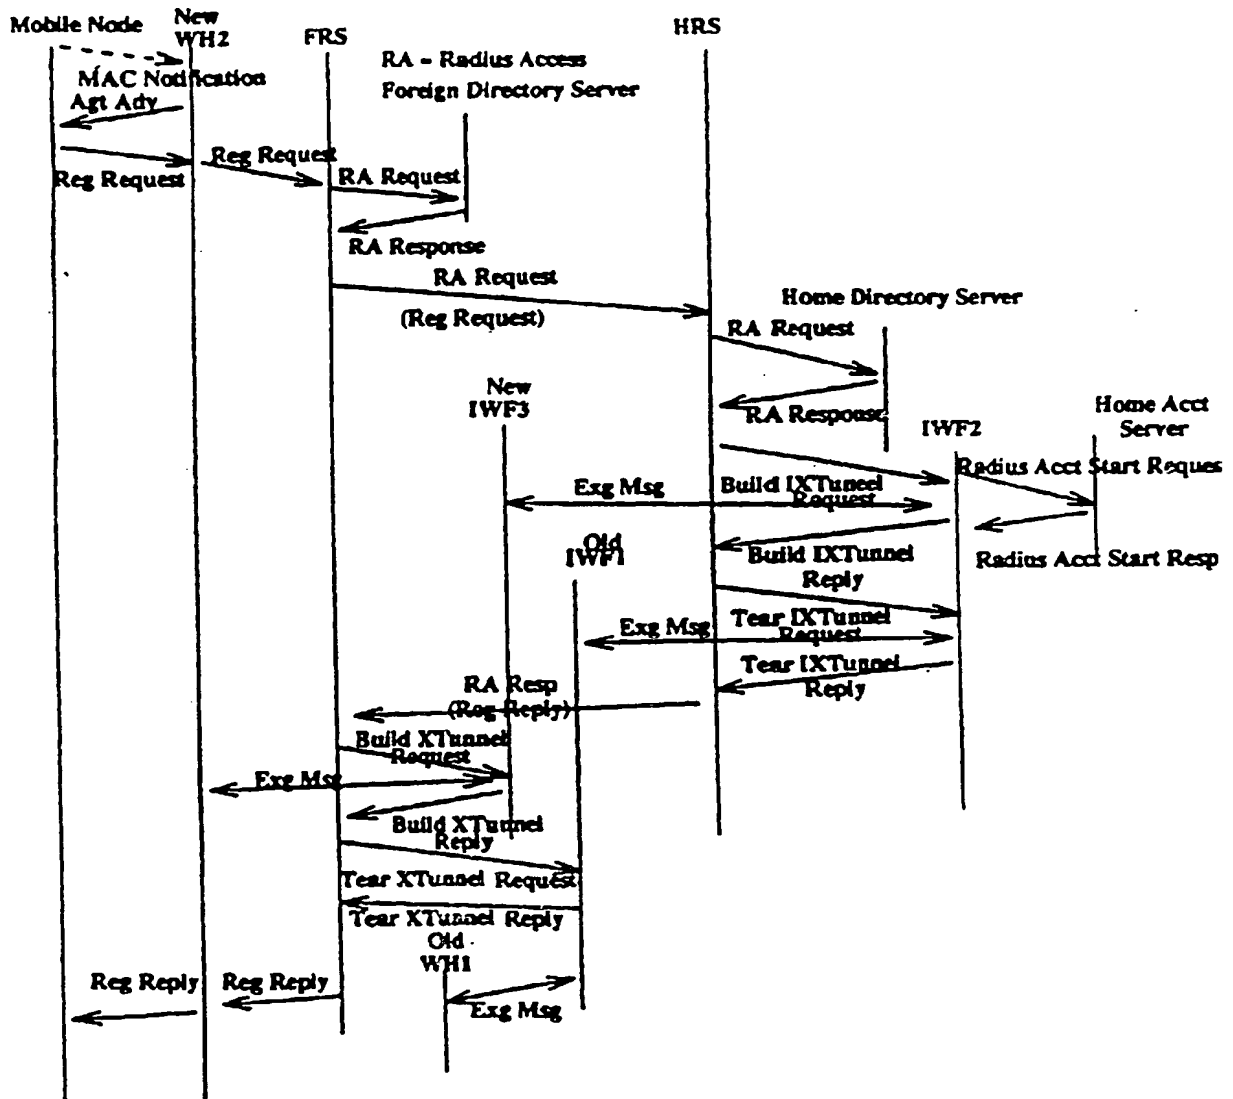 Mobile Node
New
WH2
FRS
HRS
RA - Radius Access
Foreign Directory Server
MAC Notification
Agt Adv
Reg Request
Reg Request
RA Request
RA Response
RA Request
(Reg Request)
Home Directory Server
RA Request
RA Response
New
IWF3
IWF2
Home Acct
Server
Radius Acct Start Reques
Exg Msg
Build IXTunnel
Request
Old
IWF1
Build IXTunnel
Reply
Radius Acct Start Resp
Exg Msg
Tear IXTunnel
Request
Tear IXTunnel
Reply
RA Resp
(Reg Reply)
Build XTunnel
Request
Exg Msg
Build XTunnel
Reply
Tear XTunnel Request
Tear XTunnel Reply
Old
WH1
Reg Reply
Reg Reply
Exg Msg